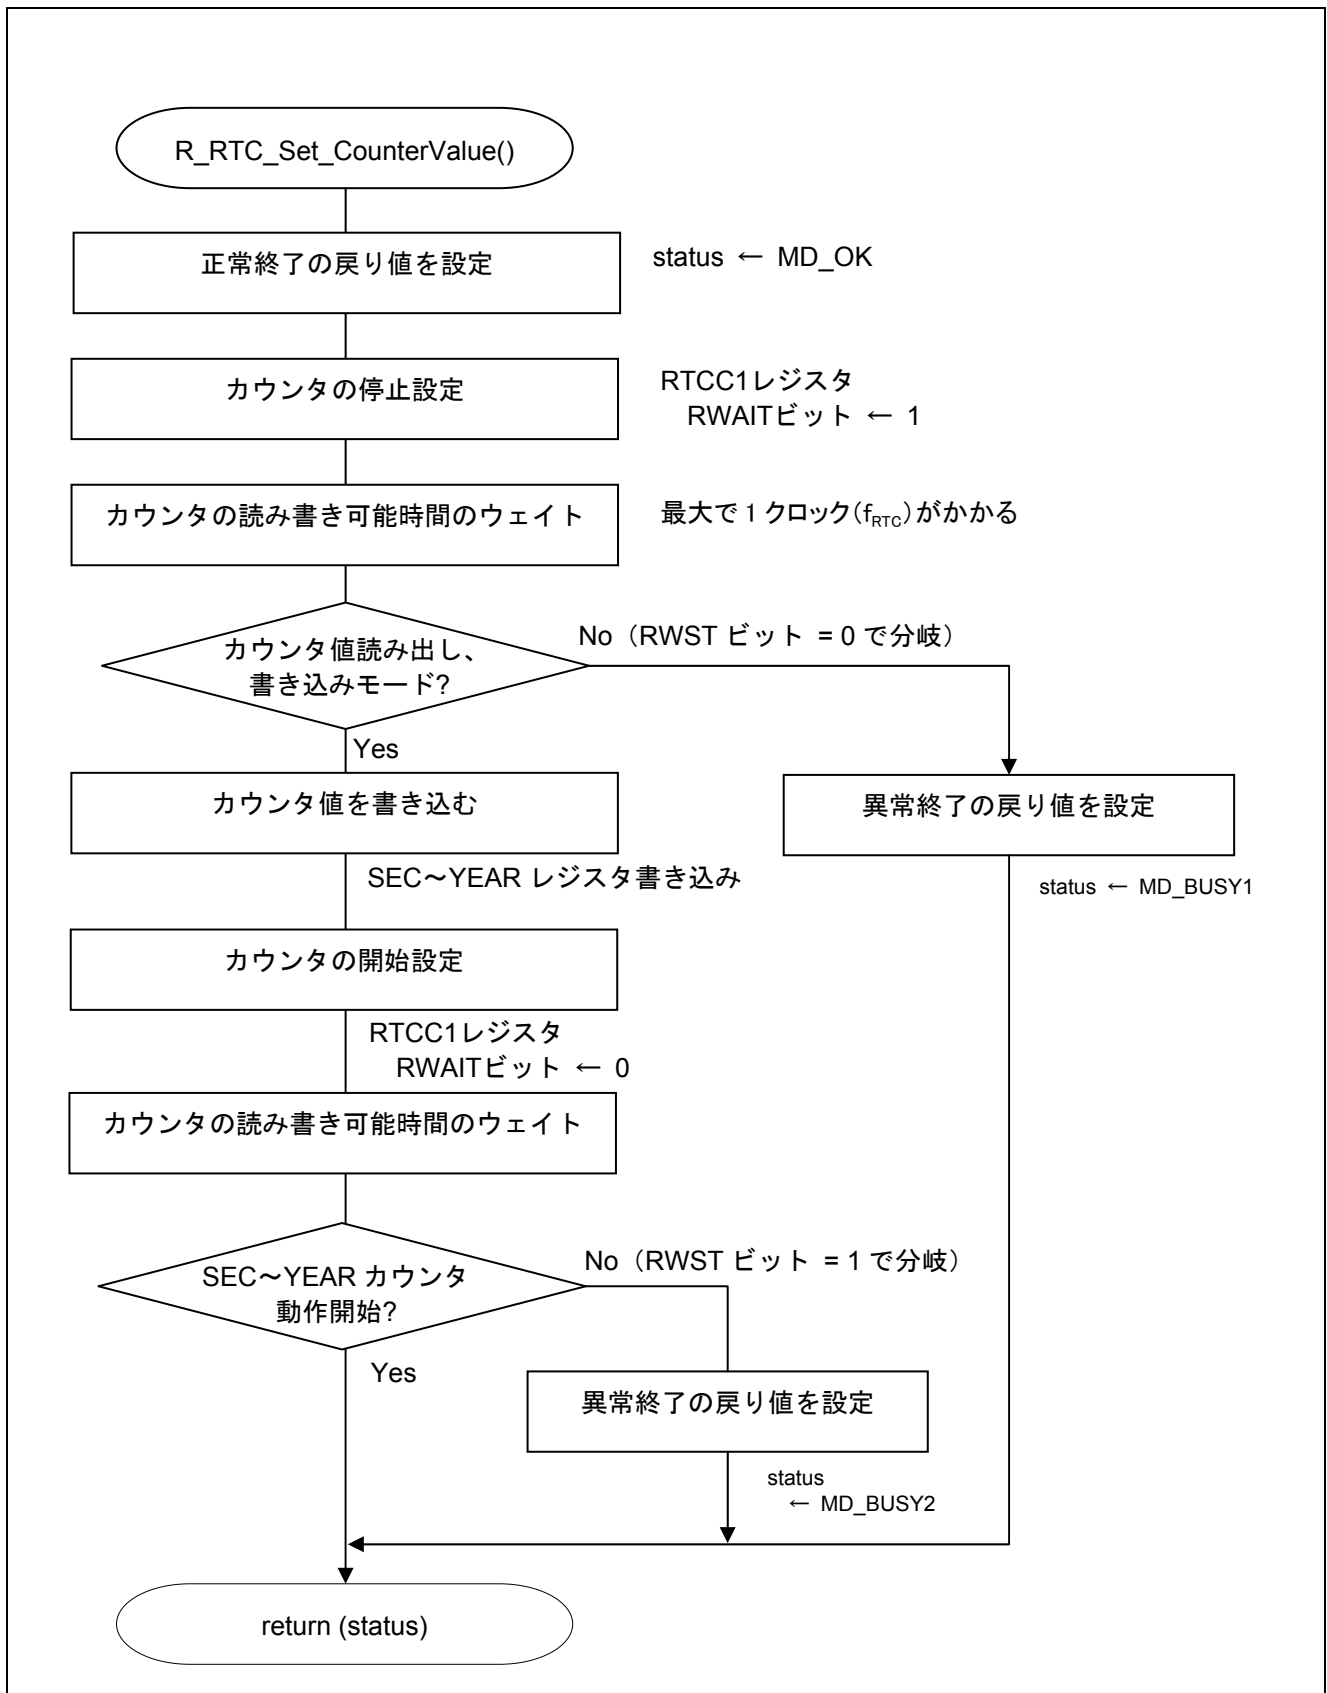 R_RTC_Set_CounterValue()
正常終了の戻り値を設定
status ← MD_OK
カウンタの停止設定
RTCC1レジスタ
RWAITビット ← 1
カウンタの読み書き可能時間のウェイト
最大で1クロック(fRTC)がかかる
カウンタ値読み出し、
書き込みモード?
No（RWST ビット = 0 で分岐）
Yes
カウンタ値を書き込む
異常終了の戻り値を設定
SEC～YEAR レジスタ書き込み
status ← MD_BUSY1
カウンタの開始設定
RTCC1レジスタ
RWAITビット ← 0
カウンタの読み書き可能時間のウェイト
SEC～YEAR カウンタ
動作開始?
No（RWST ビット = 1 で分岐）
Yes
異常終了の戻り値を設定
status
← MD_BUSY2
return (status)